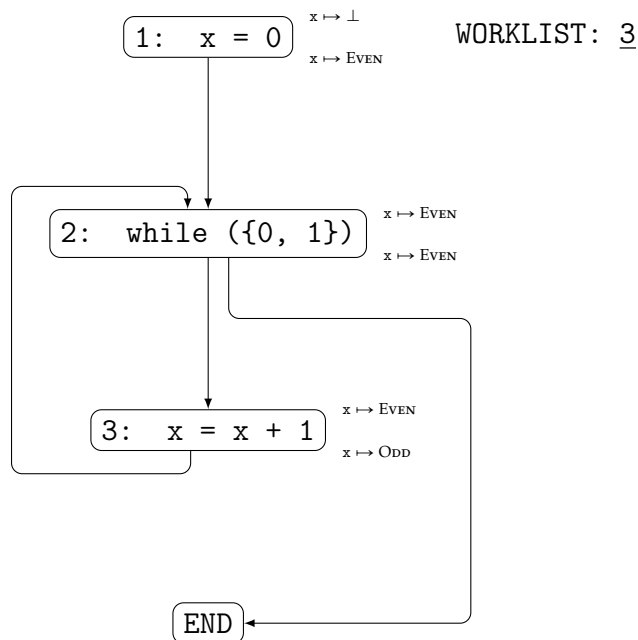 x ↦ ⊥
1: x = 0
WORKLIST: 3
x ↦ EVEN
x ↦ EVEN
2: while ({0, 1})
x ↦ EVEN
x ↦ EVEN
3: x = x + 1
x ↦ ODD
END